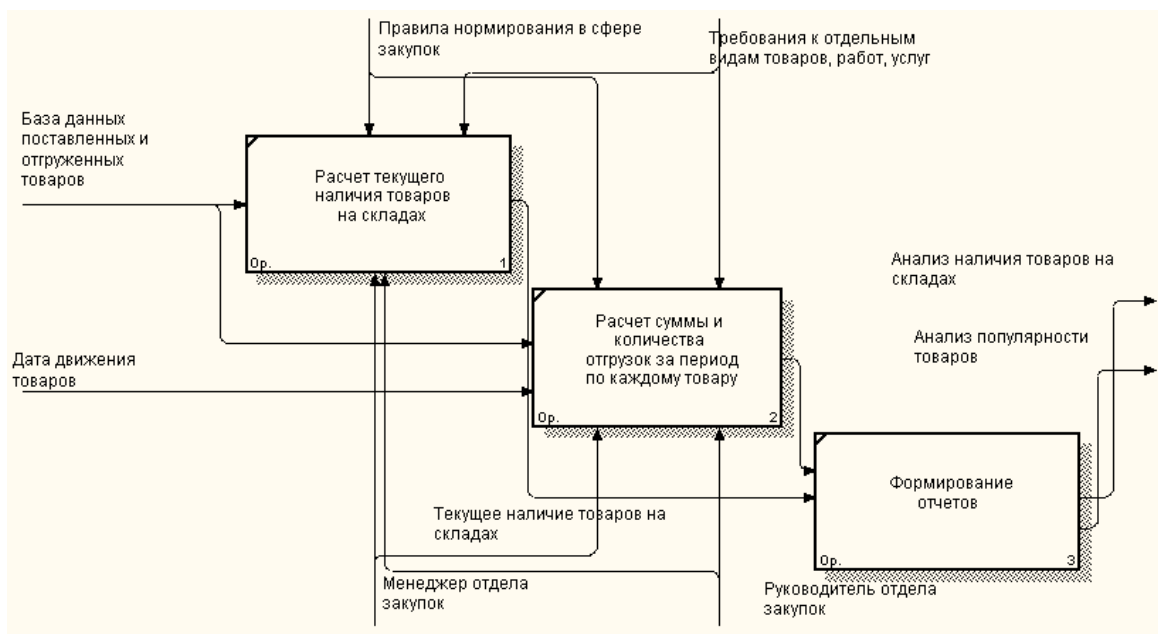 Правила нормирования в сфере
закупок
Требования к отдельным
видам товаров, работ, услуг
База данных
поставленных и
отгруженных
товаров
Расчет текущего
наличия товаров
на складах
0р.
1
Анализ наличия товаров на
складах
Расчет суммы и
количества
отгрузок за период
по каждому товару
0р.
2
Анализ популярности
товаров
Дата движения
товаров
Формирование
отчетов
0р.
3
Текущее наличие товаров на
складах
Менеджер отдела
закупок
Руководитель отдела
закупок